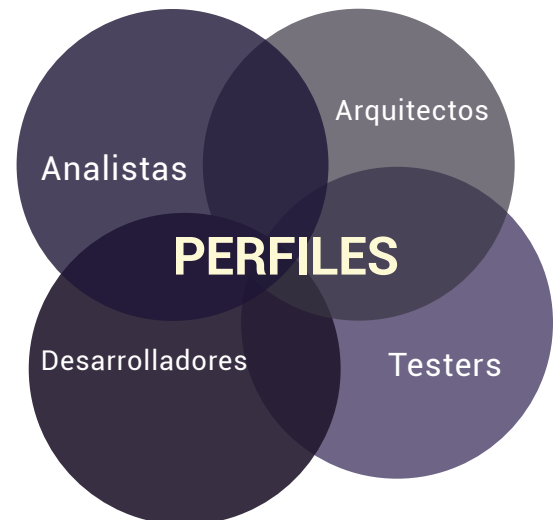 Arquitectos
Analistas
PERFILES
Desarrolladores
Testers